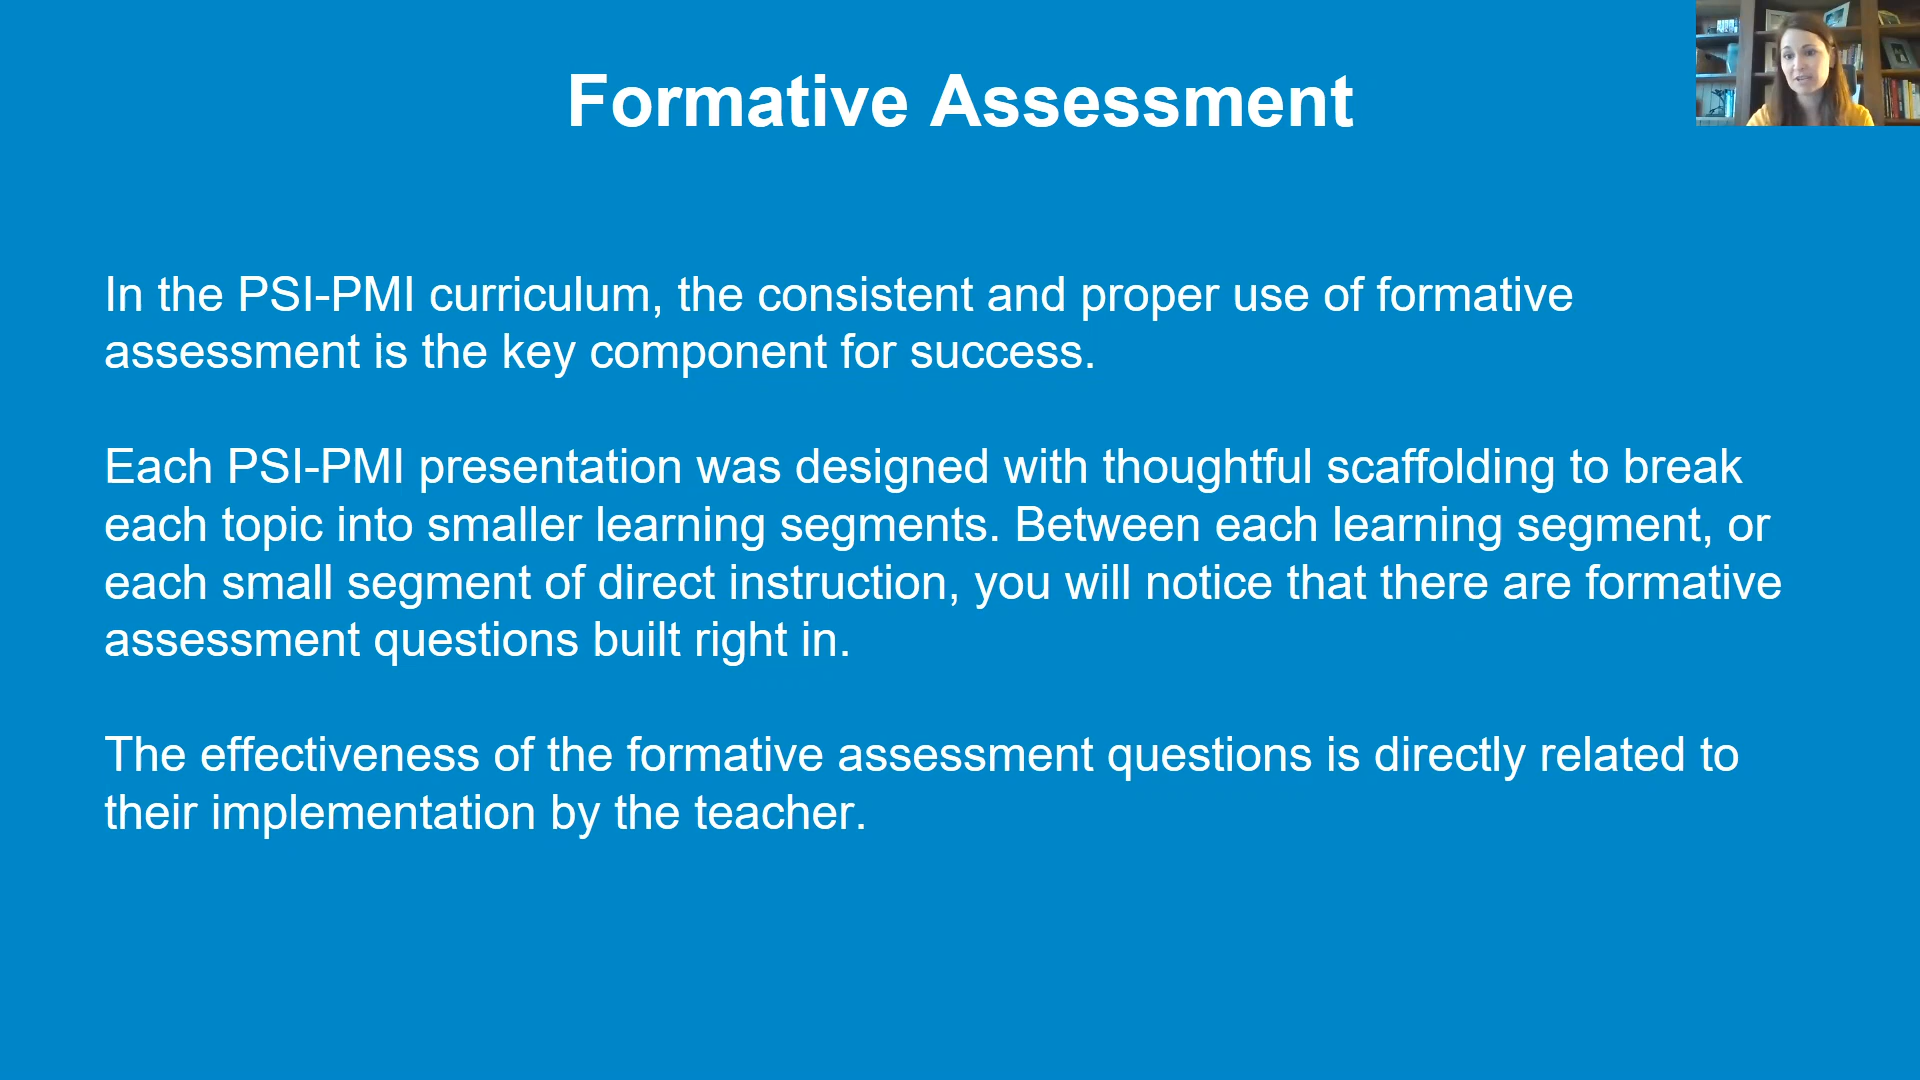 Formative Assessment
In the PSI-PMI curriculum, the consistent and proper use of formative
assessment is the key component for success.
Each PSI-PMI presentation was designed with thoughtful scaffolding to break
each topic into smaller learning segments. Between each learning segment, or
each small segment of direct instruction, you will notice that there are formative
assessment questions built right in.
The effectiveness of the formative assessment questions is directly related to
their implementation by the teacher.